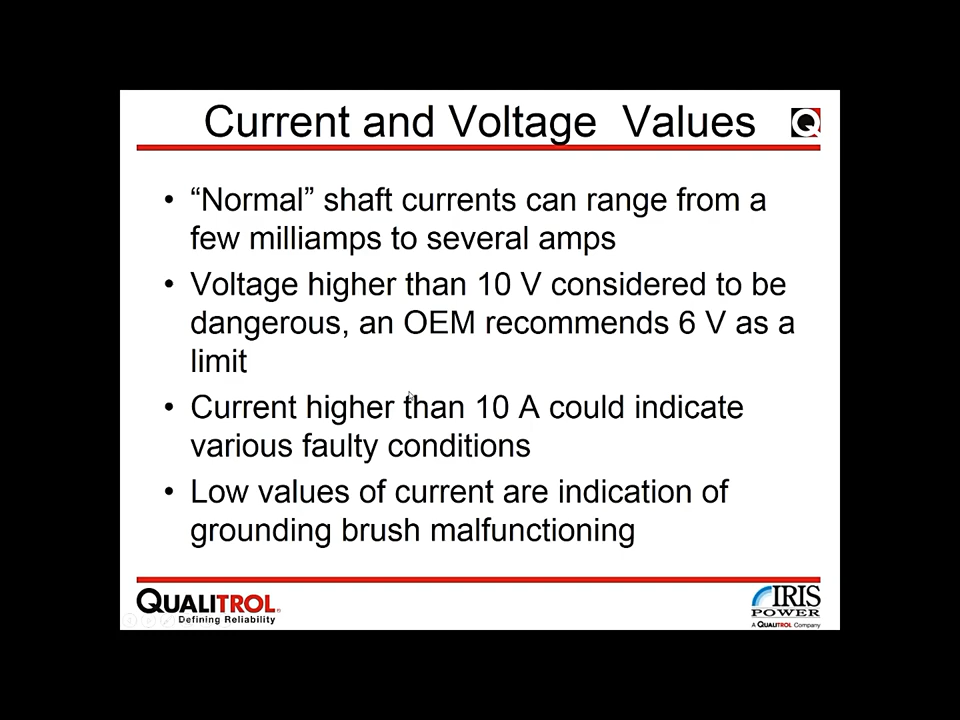 Current and Voltage Values
Q
• “Normal” shaft currents can range from a
few milliamps to several amps
• Voltage higher than 10 V considered to be
dangerous, an OEM recommends 6 V as a
limit
• Current higher than 10 A could indicate
various faulty conditions
• Low values of current are indication of
grounding brush malfunctioning
QUALITROL®
Defining Reliability
IRIS
POWER
A QUALITROL Company